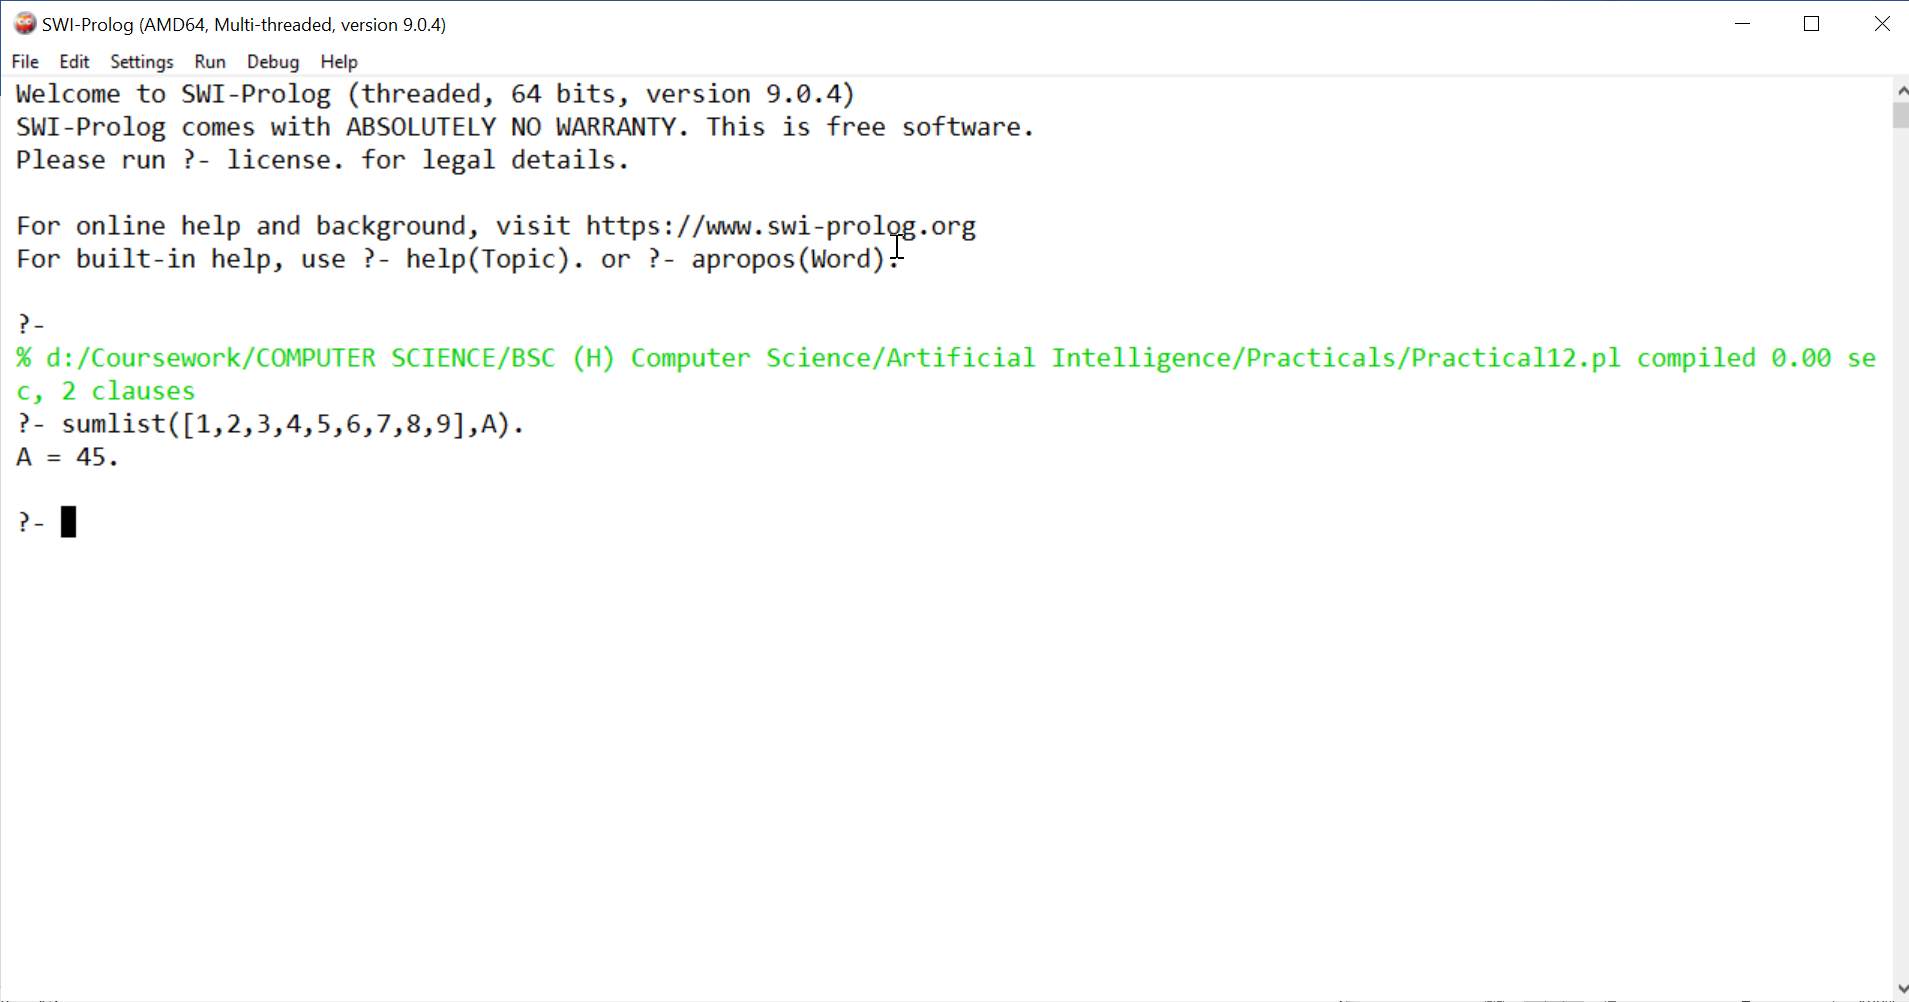 SWI-Prolog (AMD64, Multi-threaded, version 9.0.4)
File Edit Settings Run Debug Help
Welcome to SWI-Prolog (threaded, 64 bits, version 9.0.4)
SWI-Prolog comes with ABSOLUTELY NO WARRANTY. This is free software.
Please run ?- license. for legal details.
For online help and background, visit https://www.swi-prolog.org
For built-in help, use ?- help(Topic). or ?- apropos(Word).
?-
% d:/Coursework/COMPUTER SCIENCE/BSC (H) Computer Science/Artificial Intelligence/Practicals/Practical12.pl compiled 0.00 se
c, 2 clauses
?- sumlist([1,2,3,4,5,6,7,8,9],A).
A = 45.
?-